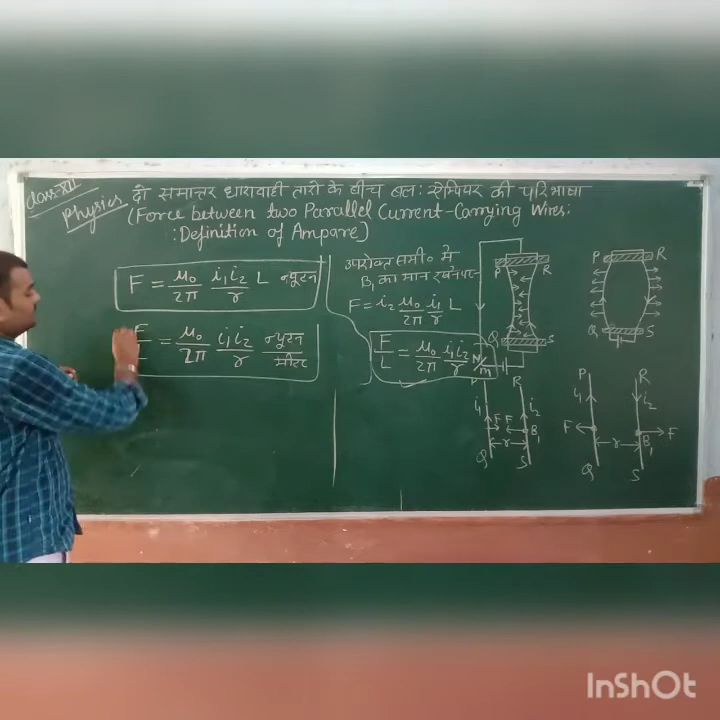 Class-XII
Physics
दो समान्तर धारावाही तारो के बीच बल : ऐम्पियर की परिभाषा
(Force between two Parallel Current-Carrying Wires:
:Definition of Ampare)
F = μ₀/2π i₁i₂/r L न्यूटन
F/L = μ₀/2π i₁i₂/r न्यूटन/मीटर
उपरोक्त समी० में
B₁ का मान रखनेपर-
F = i₂ μ₀/2π i₁/r L
F/L = μ₀/2π i₁i₂/r N/m
P R
Q S
P R
Q S
P R
i₁ i₂
F F
B₁
r
Q S
P R
i₁ i₂
F F
r B₁
Q S
InShOt